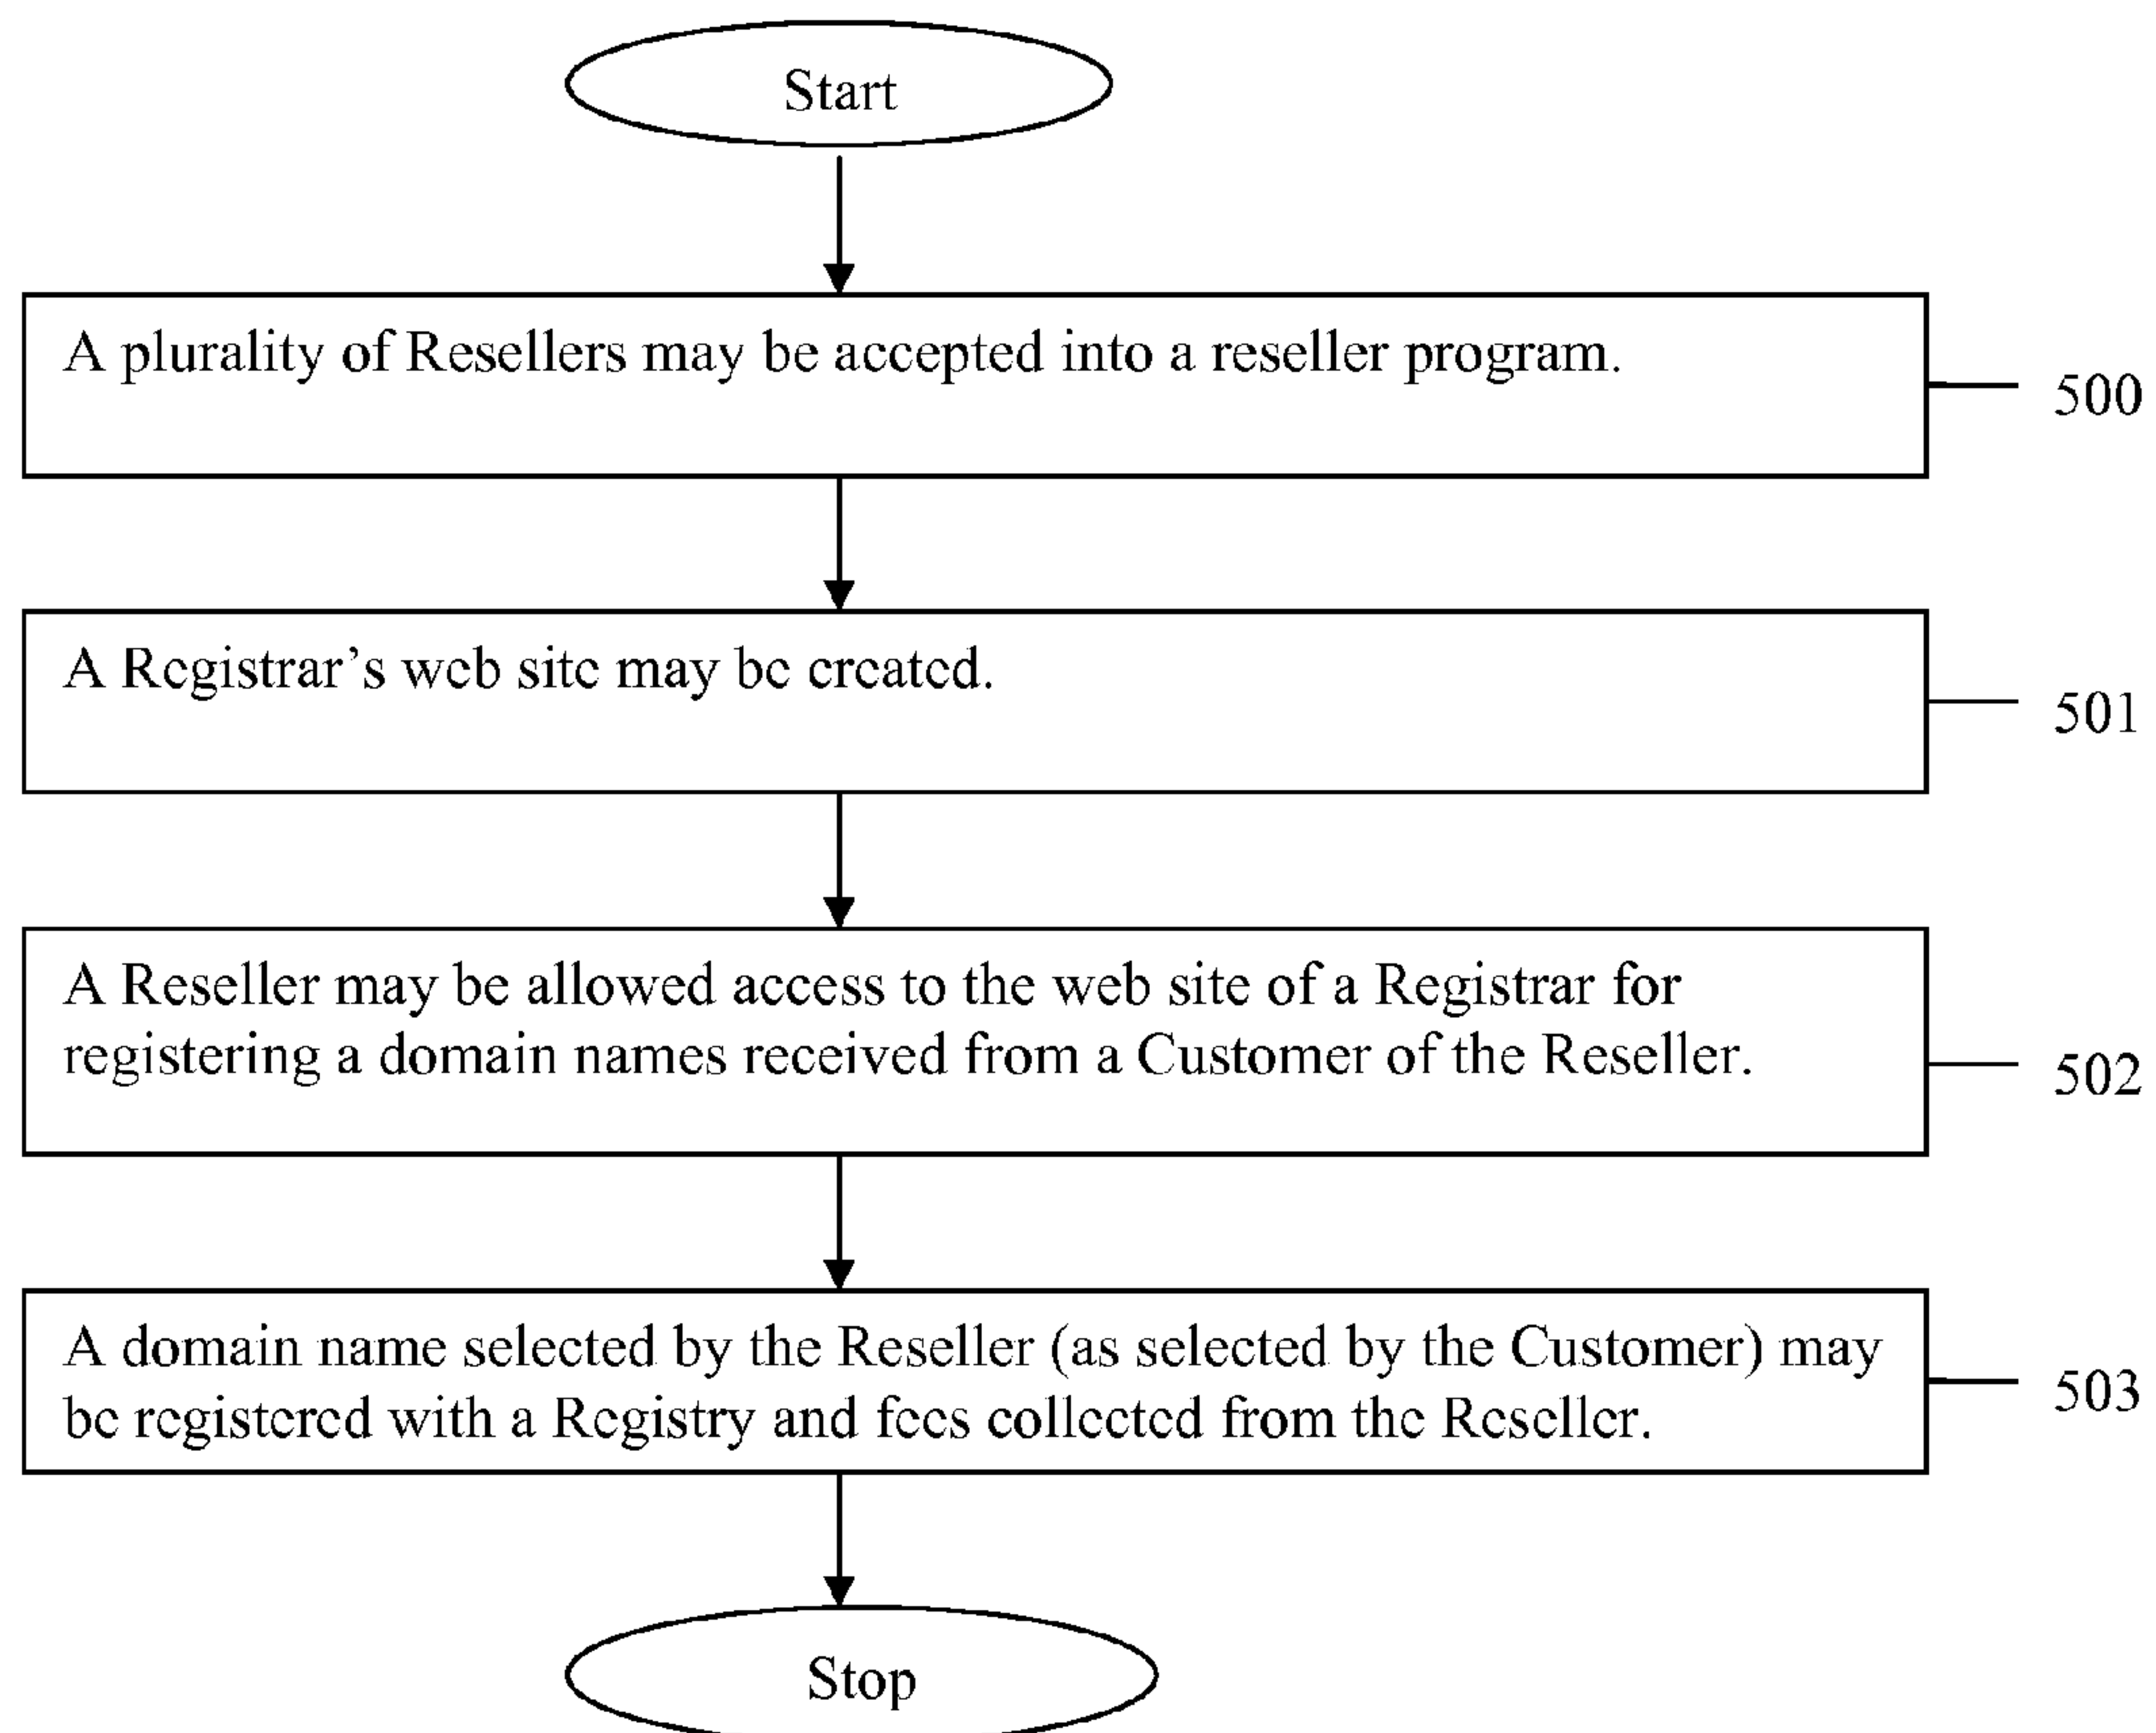 Start
A plurality of Resellers may be accepted into a reseller program.
500
A Registrar’s web site may be created.
501
A Reseller may be allowed access to the web site of a Registrar for
registering a domain names received from a Customer of the Reseller.
502
A domain name selected by the Reseller (as selected by the Customer) may
be registered with a Registry and fees collected from the Reseller.
503
Stop